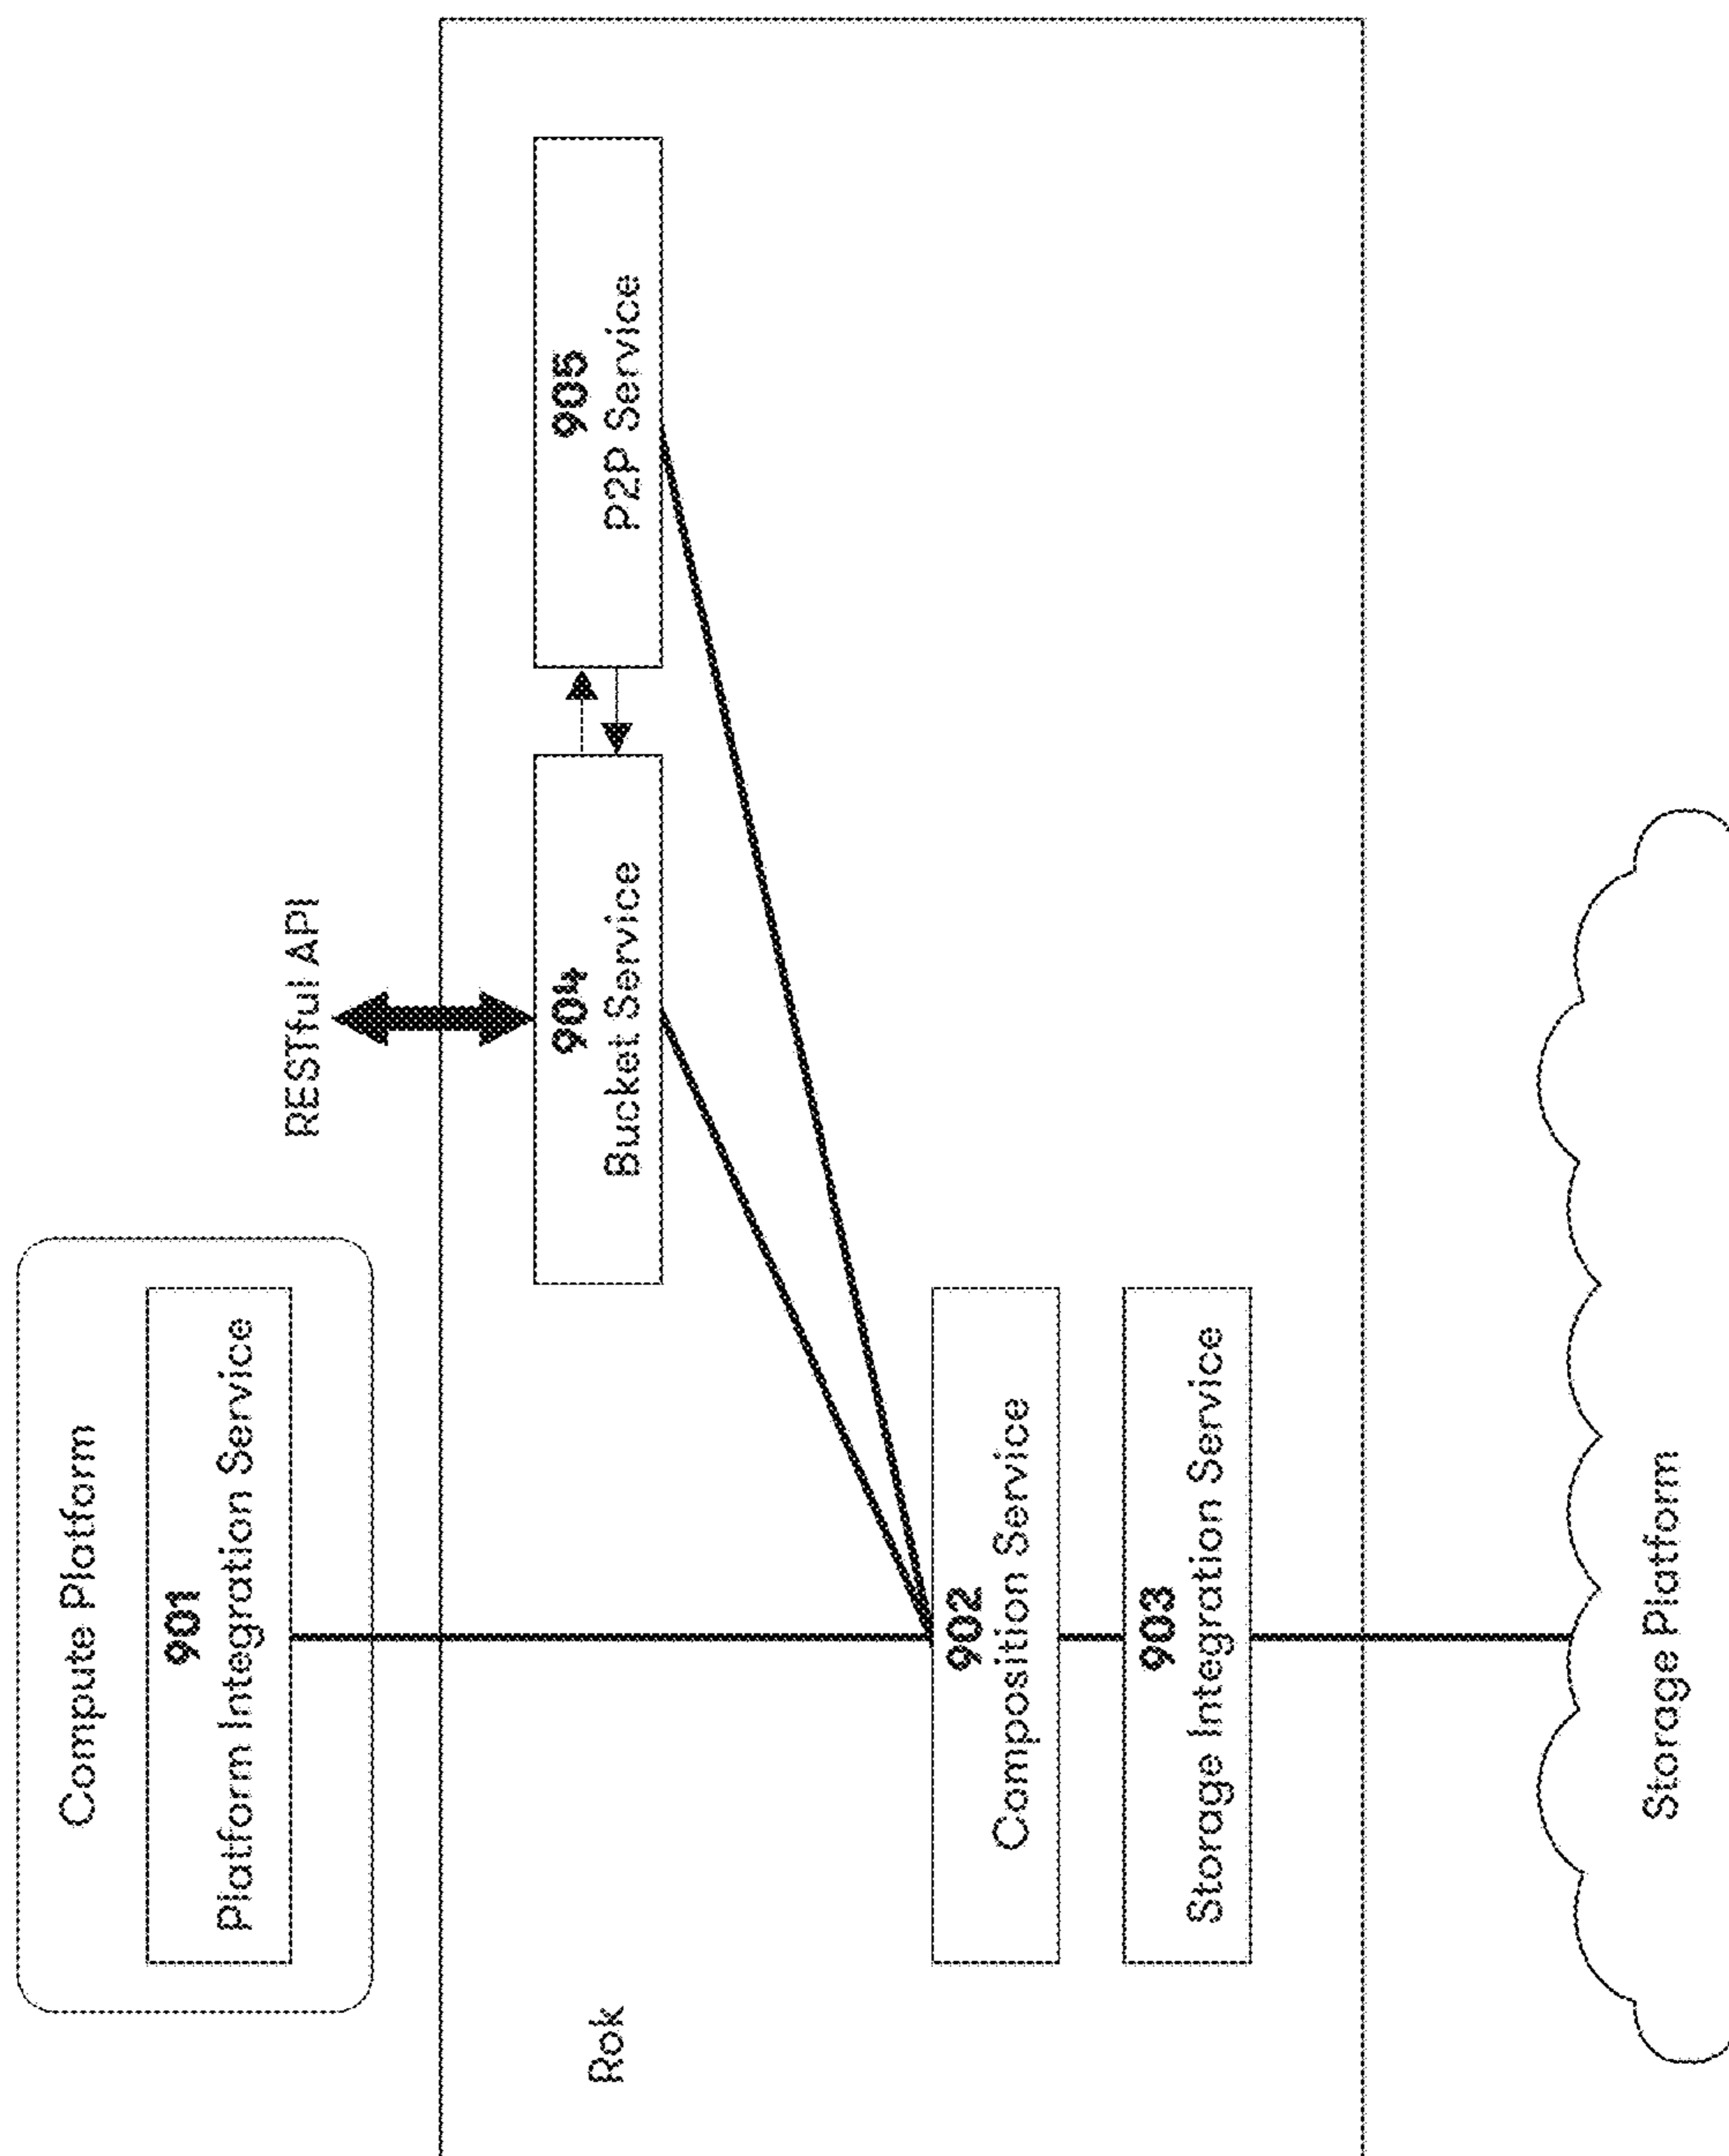 Compute Platform
901
Platform Integration Service
RESTful API
Rok
904
Bucket Service
905
P2P Service
902
Composition Service
903
Storage Integration Service
Storage Platform